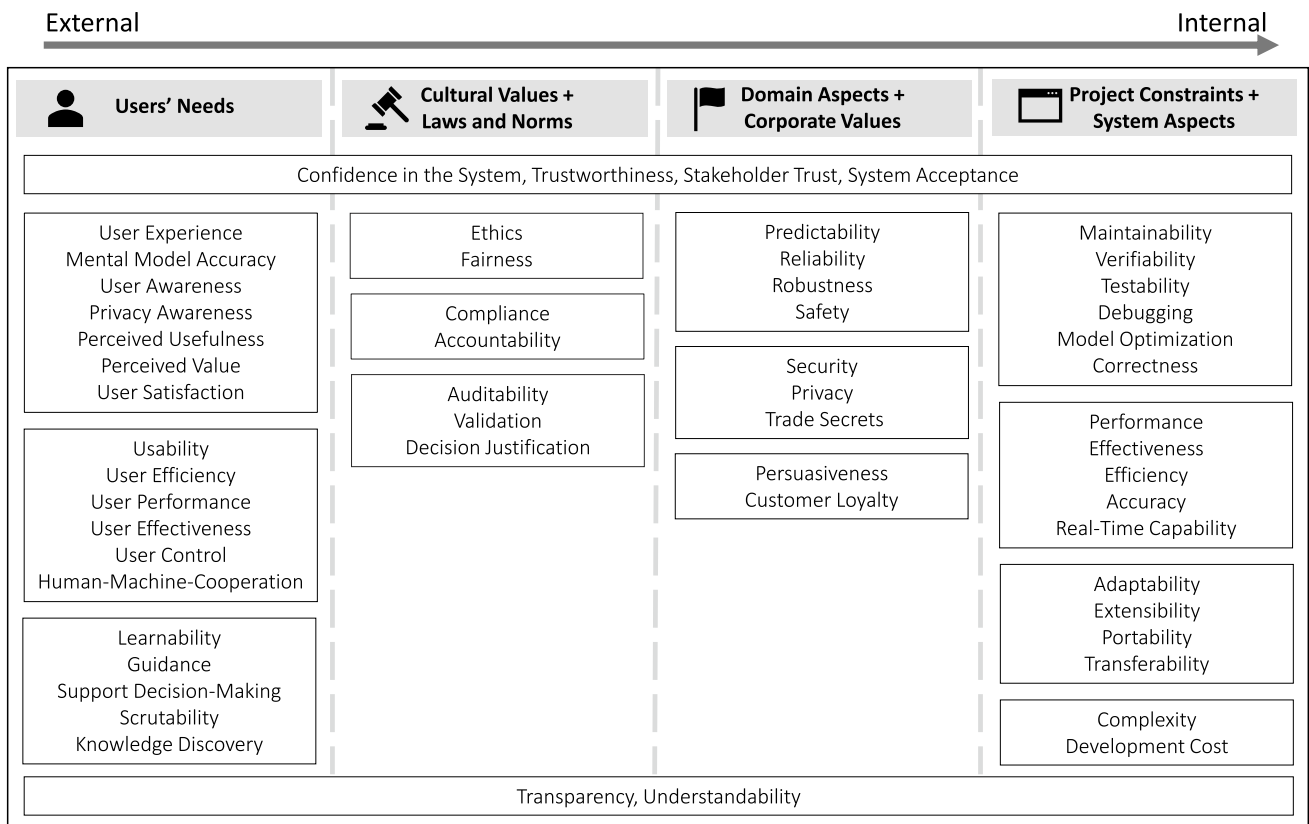 External
Internal
Users' Needs
Cultural Values +
Laws and Norms
Domain Aspects +
Corporate Values
Project Constraints +
System Aspects
Confidence in the System, Trustworthiness, Stakeholder Trust, System Acceptance
User Experience
Mental Model Accuracy
User Awareness
Privacy Awareness
Perceived Usefulness
Perceived Value
User Satisfaction
Usability
User Efficiency
User Performance
User Effectiveness
User Control
Human-Machine-Cooperation
Learnability
Guidance
Support Decision-Making
Scrutability
Knowledge Discovery
Ethics
Fairness
Compliance
Accountability
Auditability
Validation
Decision Justification
Predictability
Reliability
Robustness
Safety
Security
Privacy
Trade Secrets
Persuasiveness
Customer Loyalty
Maintainability
Verifiability
Testability
Debugging
Model Optimization
Correctness
Performance
Effectiveness
Efficiency
Accuracy
Real-Time Capability
Adaptability
Extensibility
Portability
Transferability
Complexity
Development Cost
Transparency, Understandability